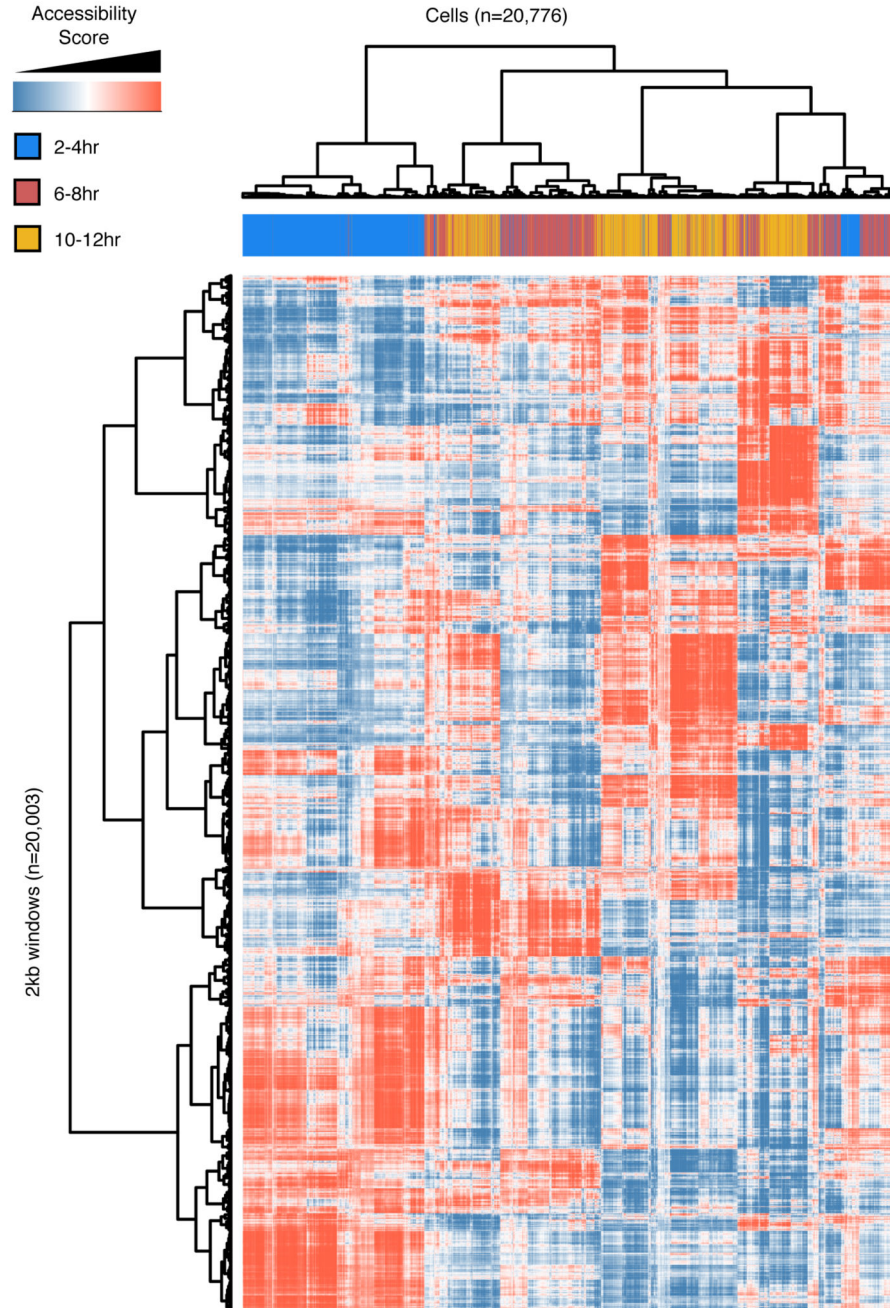 Accessibility
Score
Cells (n=20,776)
2-4hr
6-8hr
10-12hr
2kb windows (n=20,003)